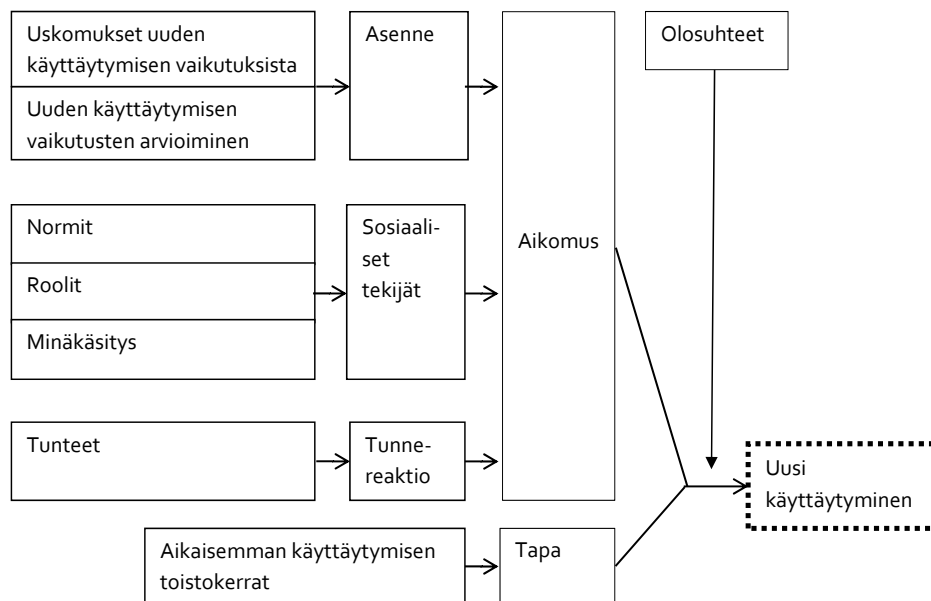 Uskomukset uuden
käyttäytymisen vaikutuksista
Uuden käyttäytymisen
vaikutusten arvioiminen
Asenne
Olosuhteet
Normit
Roolit
Minäkäsitys
Sosiaali-
set
tekijät
Aikomus
Tunteet
Tunne-
reaktio
Uusi
käyttäytyminen
Aikaisemman käyttäytymisen
toistokerrat
Tapa